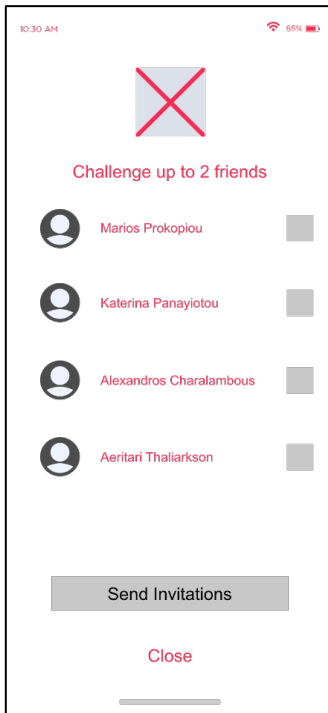 10:30 AM 85%
Challenge up to 2 friends
Marios Prokopiou
Katerina Panayiotou
Alexandros Charalambous
Aeritari Thaliarkson
Send Invitations
Close